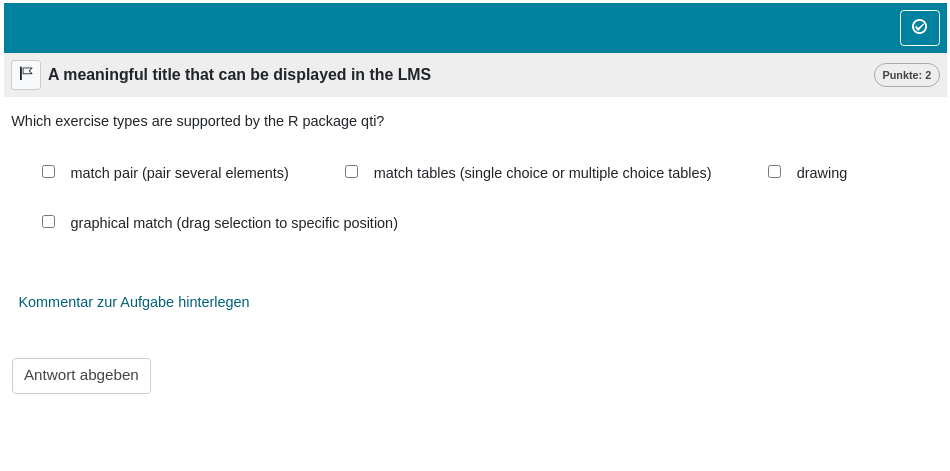 A meaningful title that can be displayed in the LMS
Punkte: 2
Which exercise types are supported by the R package qti?
match pair (pair several elements)
match tables (single choice or multiple choice tables)
drawing
graphical match (drag selection to specific position)
Kommentar zur Aufgabe hinterlegen
Antwort abgeben